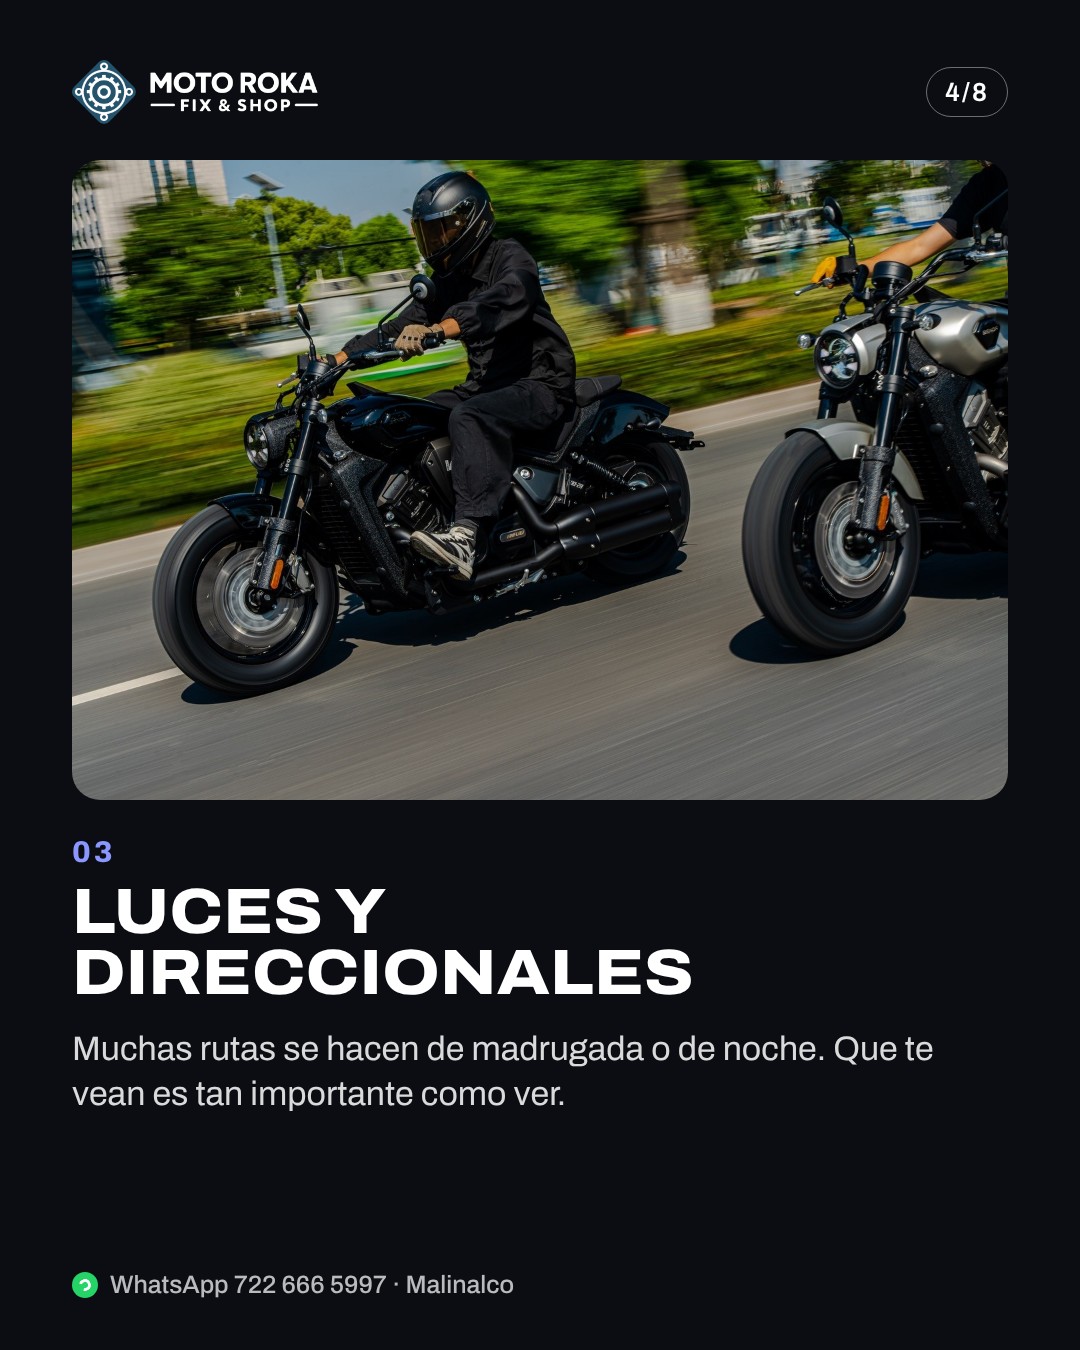 MOTO ROKA
FIX & SHOP
4/8
03
LUCES Y
DIRECCIONALES
Muchas rutas se hacen de madrugada o de noche. Que te
vean es tan importante como ver.
WhatsApp 722 666 5997 · Malinalco